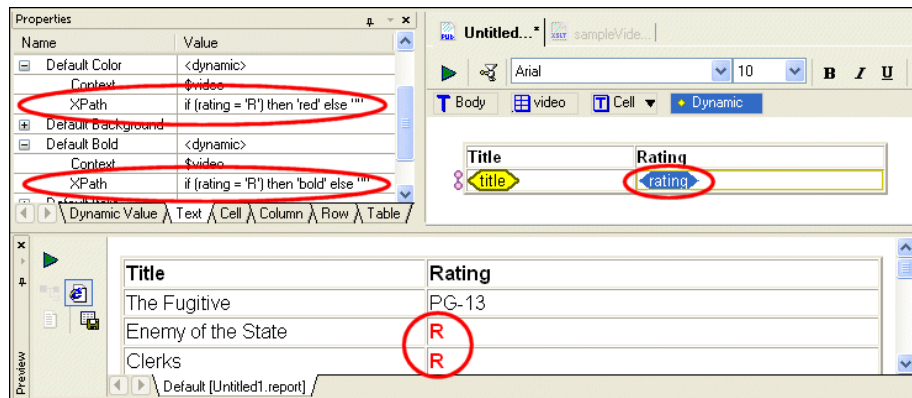 Properties
Name Value
Default Color <dynamic>
Context $video
XPath if (rating = 'R') then 'red' else ""
Default Background
Default Bold <dynamic>
Context $video
XPath if (rating = 'R') then 'bold' else ""
Dynamic Value Text Cell Column Row Table
Untitled...* sampleVide...
Arial 10 B I U
Body video Cell Dynamic
Title Rating
title rating
Preview
Title Rating
The Fugitive PG-13
Enemy of the State R
Clerks R
Default [Untitled1.report]